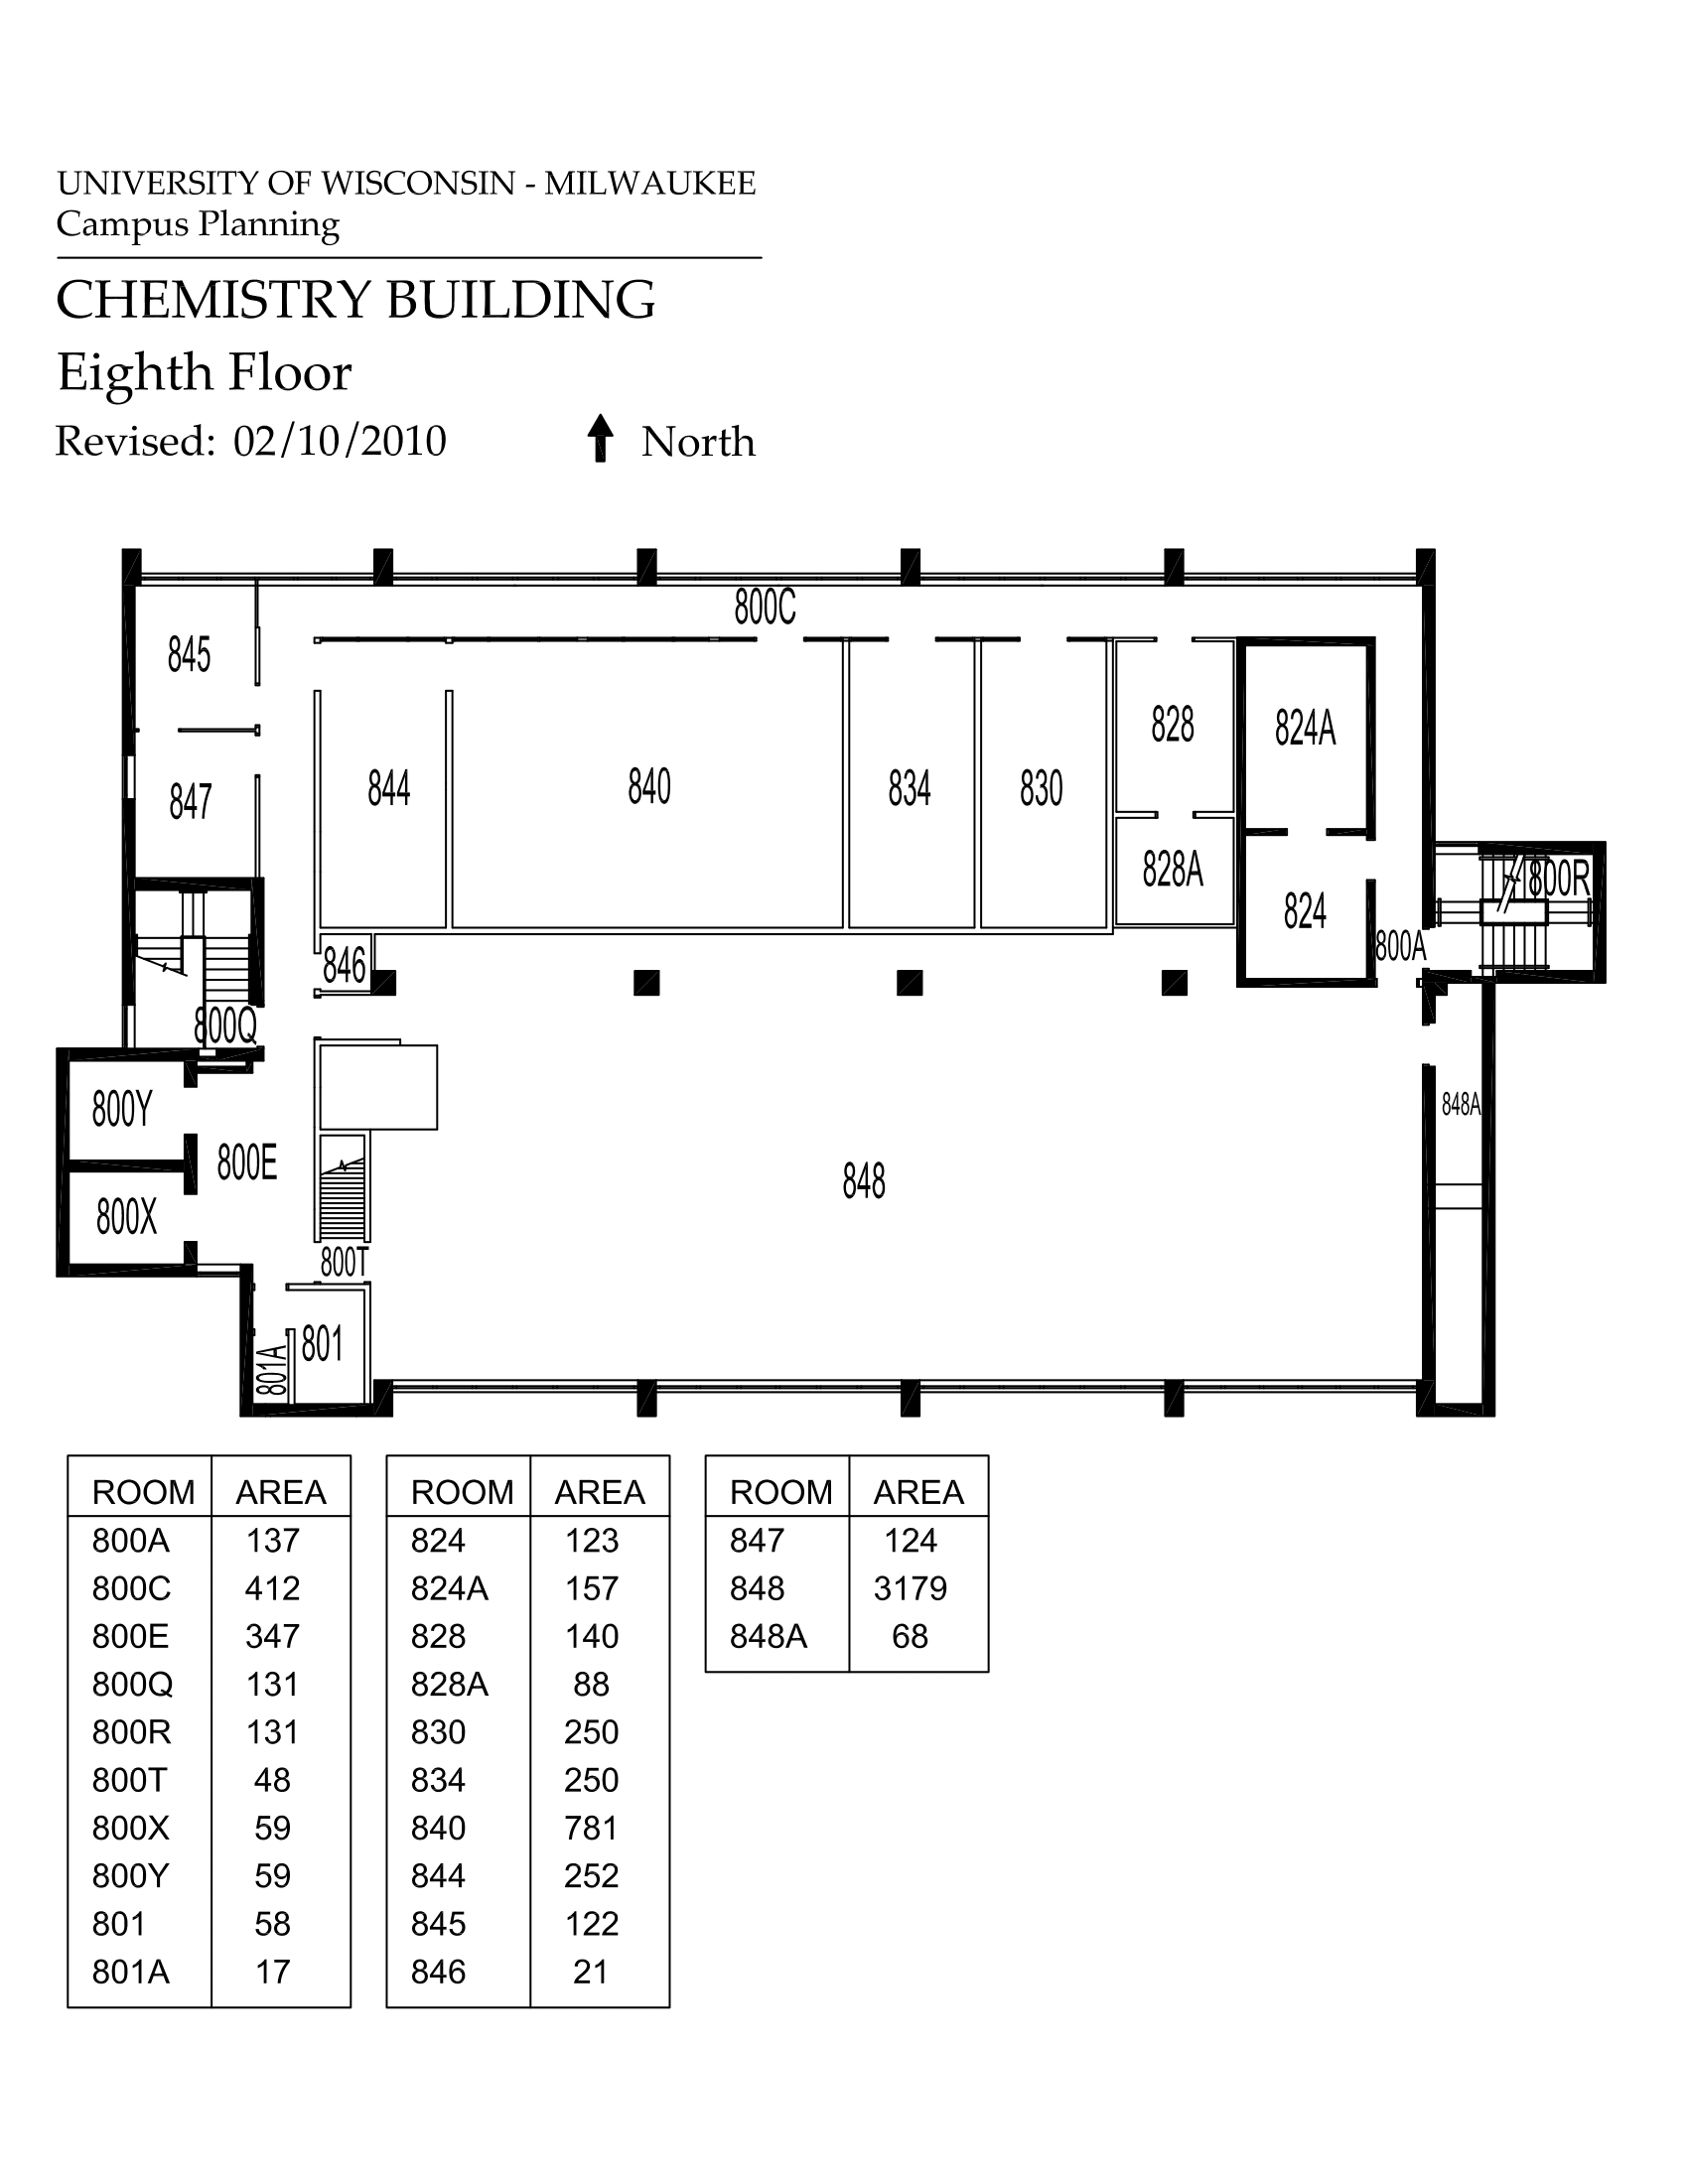 UNIVERSITY OF WISCONSIN - MILWAUKEE
Campus Planning
CHEMISTRY BUILDING
Eighth Floor
Revised: 02/10/2010 North
800C
845
824A
828
844
840
834
830
847
828A
800R
824
800A
846
800Q
848A
800Y
800E
848
800X
800T
801
801A
ROOM AREA
800A 137
800C 412
800E 347
800Q 131
800R 131
800T 48
800X 59
800Y 59
801 58
801A 17
ROOM AREA
824 123
824A 157
828 140
828A 88
830 250
834 250
840 781
844 252
845 122
846 21
ROOM AREA
847 124
848 3179
848A 68